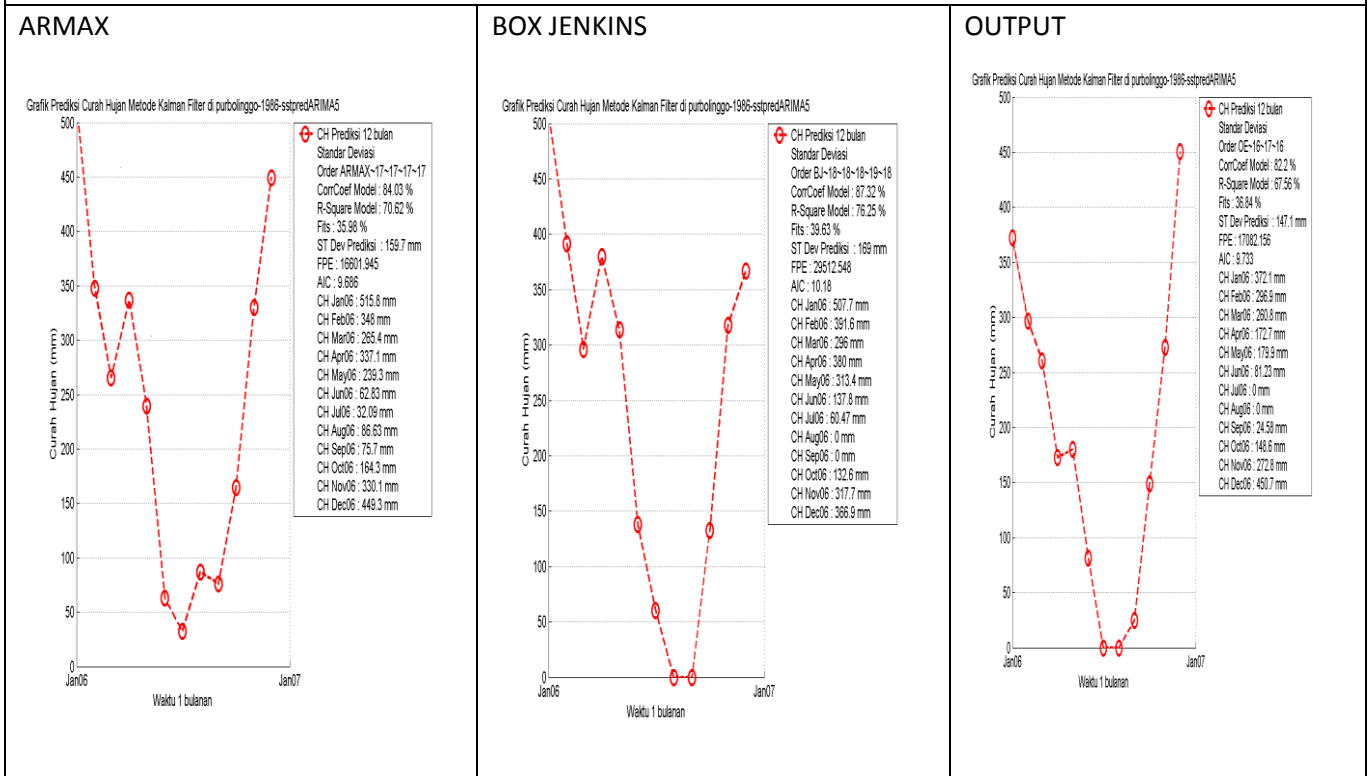 ARMAX
Grafik Prediksi Curah Hujan Metode Kalman Filter di purbolinggo-1986-sstpredARIMA5
500
450
400
350
300
250
200
150
100
50
0
Curah Hujan (mm)
Jan06
Jan07
Waktu 1 bulanan
CH Prediksi 12 bulan
Standar Deviasi
Order ARMAX~17~17~17~17
CorrCoef Model : 84.03 %
R-Square Model : 70.62 %
Fits : 35.98 %
ST Dev Prediksi : 159.7 mm
FPE : 16601.945
AIC : 9.686
CH Jan06 : 515.8 mm
CH Feb06 : 348 mm
CH Mar06 : 265.4 mm
CH Apr06 : 337.1 mm
CH May06 : 239.3 mm
CH Jun06 : 62.83 mm
CH Jul06 : 32.09 mm
CH Aug06 : 86.63 mm
CH Sep06 : 75.7 mm
CH Oct06 : 164.3 mm
CH Nov06 : 330.1 mm
CH Dec06 : 449.3 mm
BOX JENKINS
Grafik Prediksi Curah Hujan Metode Kalman Filter di purbolinggo-1986-sstpredARIMA5
500
450
400
350
300
250
200
150
100
50
0
Curah Hujan (mm)
Jan06
Jan07
Waktu 1 bulanan
CH Prediksi 12 bulan
Standar Deviasi
Order BJ~18~18~18~19~18
CorrCoef Model : 87.32 %
R-Square Model : 76.25 %
Fits : 39.63 %
ST Dev Prediksi : 169 mm
FPE : 29512.548
AIC : 10.18
CH Jan06 : 507.7 mm
CH Feb06 : 391.6 mm
CH Mar06 : 296 mm
CH Apr06 : 380 mm
CH May06 : 313.4 mm
CH Jun06 : 137.8 mm
CH Jul06 : 60.47 mm
CH Aug06 : 0 mm
CH Sep06 : 0 mm
CH Oct06 : 132.6 mm
CH Nov06 : 317.7 mm
CH Dec06 : 366.9 mm
OUTPUT
Grafik Prediksi Curah Hujan Metode Kalman Filter di purbolinggo-1986-sstpredARIMA5
500
450
400
350
300
250
200
150
100
50
0
Curah Hujan (mm)
Jan06
Jan07
Waktu 1 bulanan
CH Prediksi 12 bulan
Standar Deviasi
Order OE~16~17~16
CorrCoef Model : 82.2 %
R-Square Model : 67.56 %
Fits : 36.84 %
ST Dev Prediksi : 147.1 mm
FPE : 17082.156
AIC : 9.733
CH Jan06 : 372.1 mm
CH Feb06 : 296.9 mm
CH Mar06 : 260.8 mm
CH Apr06 : 172.7 mm
CH May06 : 179.9 mm
CH Jun06 : 81.23 mm
CH Jul06 : 0 mm
CH Aug06 : 0 mm
CH Sep06 : 24.58 mm
CH Oct06 : 148.6 mm
CH Nov06 : 272.8 mm
CH Dec06 : 450.7 mm